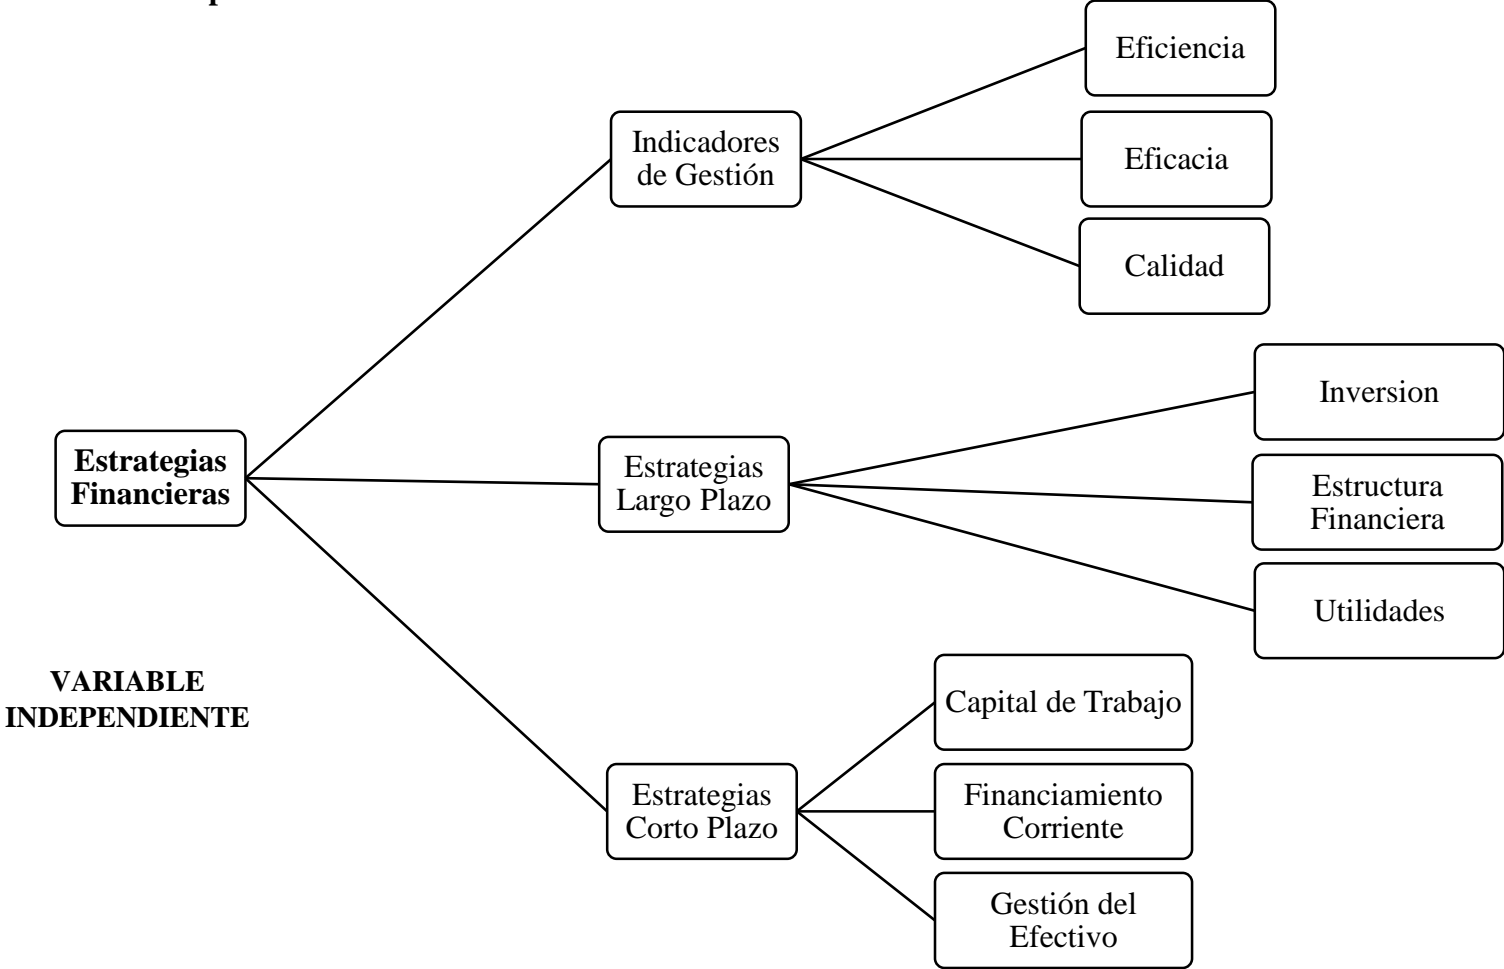 Eficiencia
Indicadores
de Gestión
Eficacia
Calidad
Inversion
Estrategias
Financieras
Estrategias
Largo Plazo
Estructura
Financiera
Utilidades
VARIABLE
INDEPENDIENTE
Capital de Trabajo
Estrategias
Corto Plazo
Financiamiento
Corriente
Gestión del
Efectivo